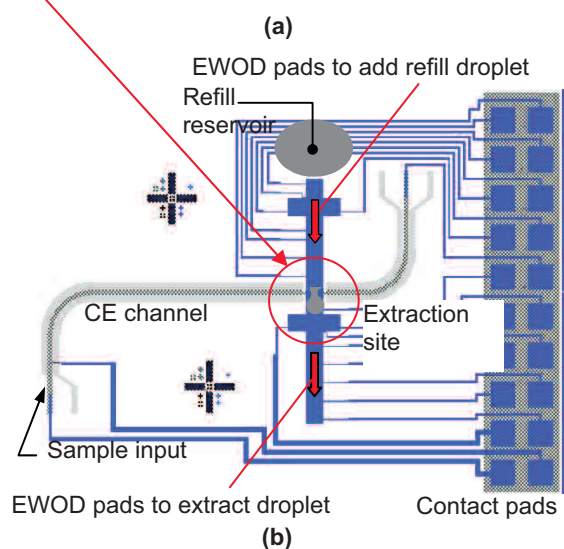 (a)
EWOD pads to add refill droplet
Refill
reservoir
CE channel
Extraction
site
Sample input
EWOD pads to extract droplet
Contact pads
(b)